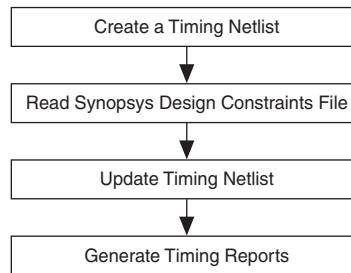 Create a Timing Netlist
Read Synopsys Design Constraints File
Update Timing Netlist
Generate Timing Reports